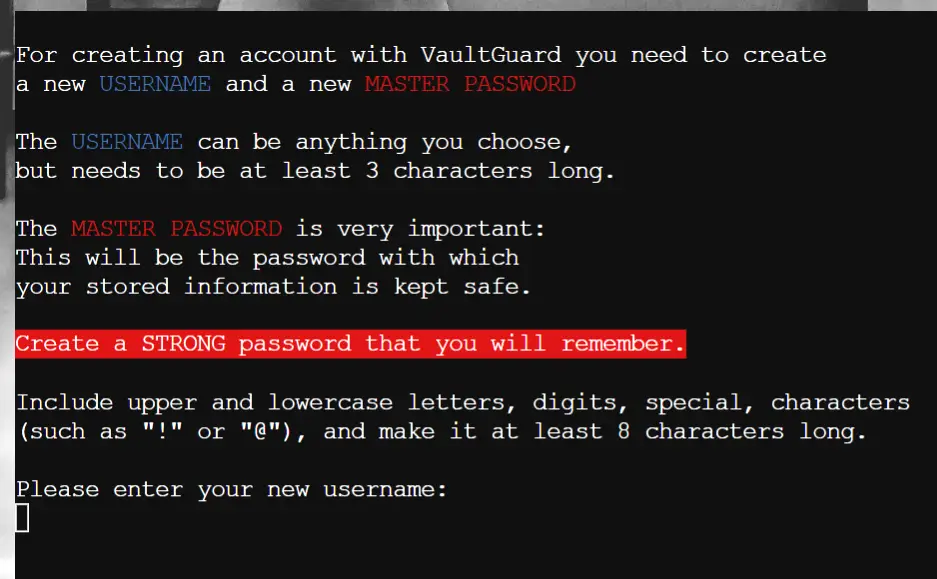 For creating an account with VaultGuard you need to create
a new USERNAME and a new MASTER PASSWORD
The USERNAME can be anything you choose,
but needs to be at least 3 characters long.
The MASTER PASSWORD is very important:
This will be the password with which
your stored information is kept safe.
Create a STRONG password that you will remember.
Include upper and lowercase letters, digits, special, characters
(such as "!" or "@"), and make it at least 8 characters long.
Please enter your new username: